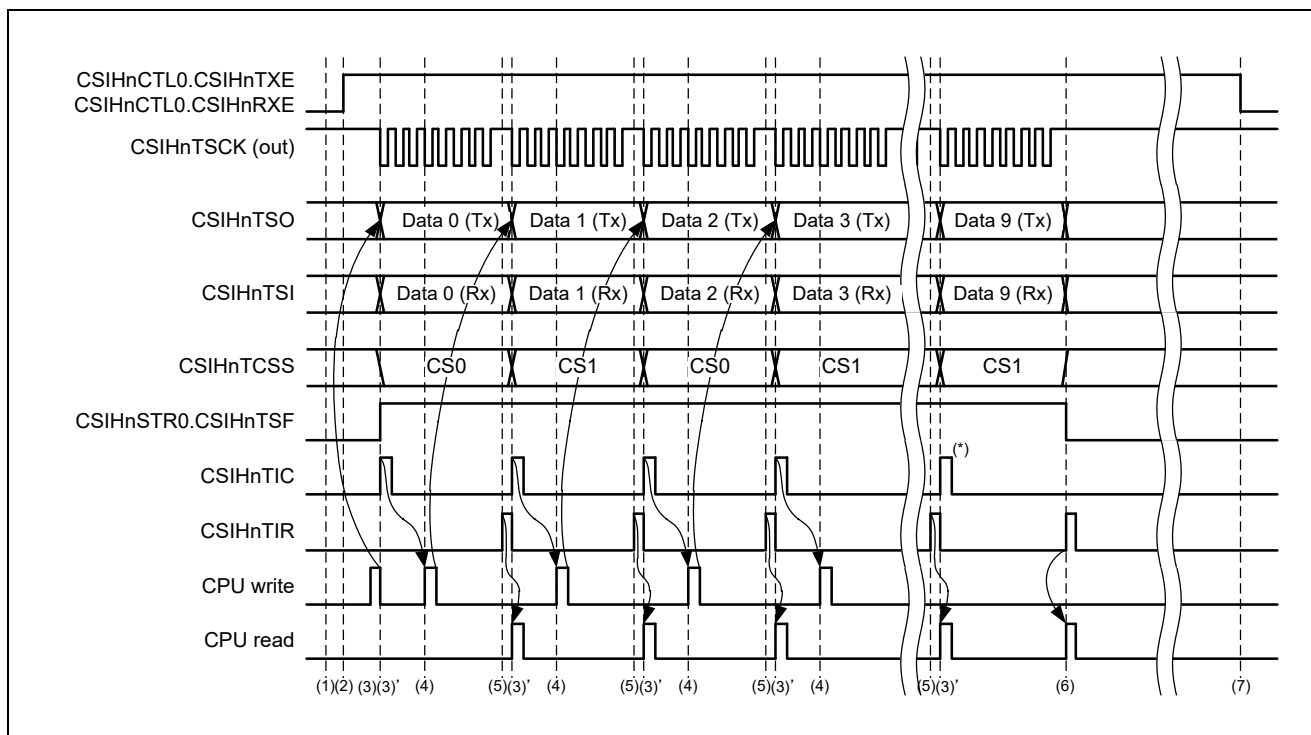 CSIHnCTL0.CSIHnTXE
CSIHnCTL0.CSIHnRXE
CSIHnTSCK (out)
CSIHnTSO Data 0 (Tx) Data 1 (Tx) Data 2 (Tx) Data 3 (Tx) Data 9 (Tx)
CSIHnTSI Data 0 (Rx) Data 1 (Rx) Data 2 (Rx) Data 3 (Rx) Data 9 (Rx)
CSIHnTCSS CS0 CS1 CS0 CS1 CS1
CSIHnSTR0.CSIHnTSF
(*)
CSIHnTIC
CSIHnTIR
CPU write
CPU read
(1)(2) (3)(3)’ (4) (5)(3)’ (4) (5)(3)’ (4) (5)(3)’ (4) (5)(3)’ (6) (7)